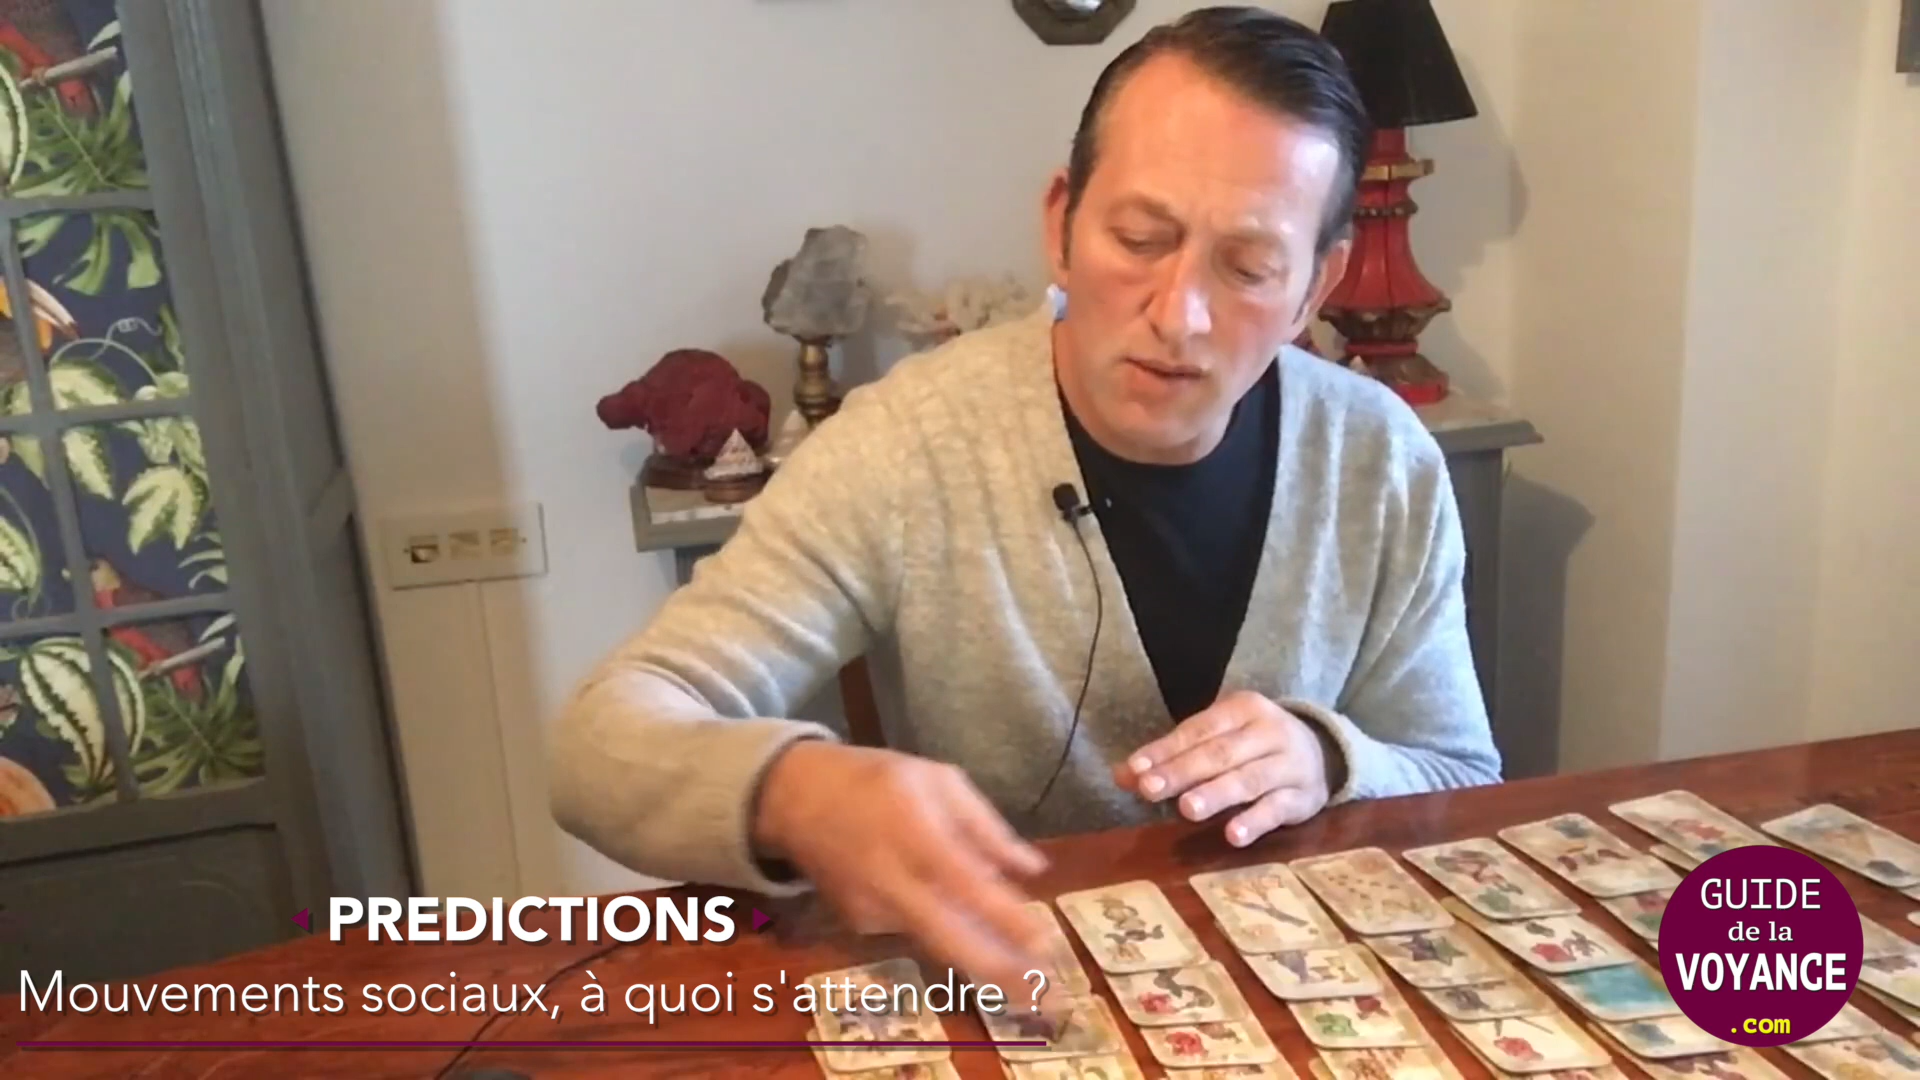 PREDICTIONS
Mouvements sociaux, à quoi s'attendre ?
GUIDE
de la
VOYANCE
.com